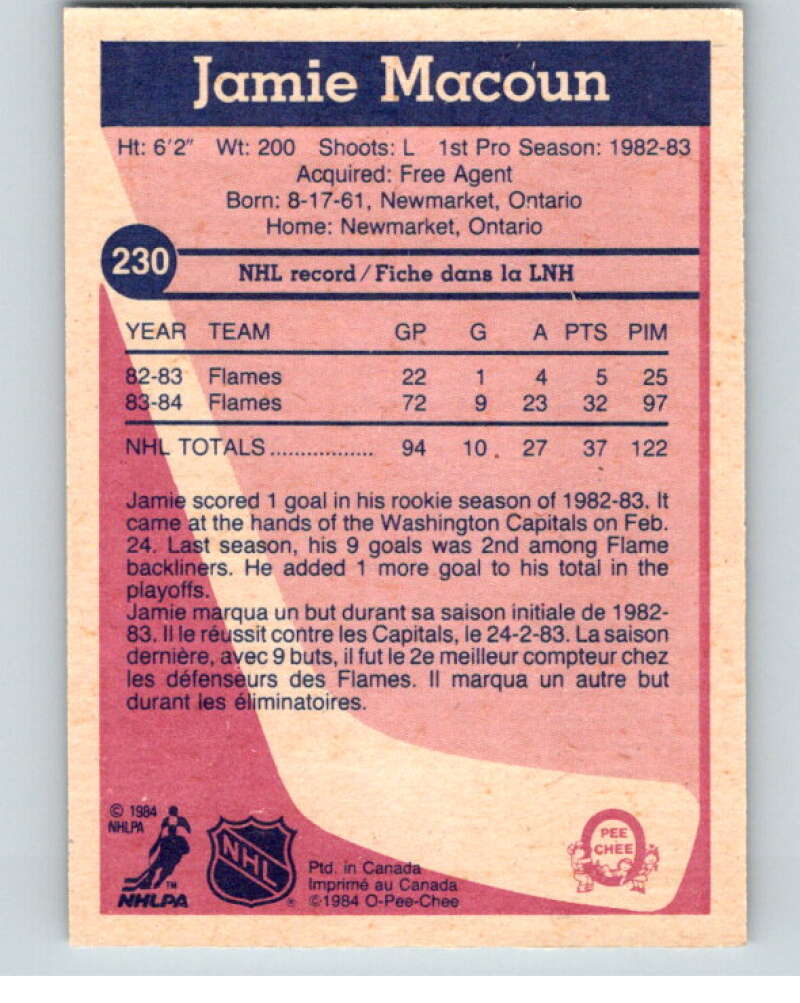 Jamie Macoun
Ht: 6'2" Wt: 200 Shoots: L 1st Pro Season: 1982-83
Acquired: Free Agent
Born: 8-17-61, Newmarket, Ontario
Home: Newmarket, Ontario
230
NHL record/Fiche dans la LNH
YEAR TEAM GP G A PTS PIM
82-83 Flames 22 1 4 5 25
83-84 Flames 72 9 23 32 97
NHL TOTALS................. 94 10 27 37 122
Jamie scored 1 goal in his rookie season of 1982-83. It
came at the hands of the Washington Capitals on Feb.
24. Last season, his 9 goals was 2nd among Flame
backliners. He added 1 more goal to his total in the
playoffs.
Jamie marqua un but durant sa saison initiale de 1982-
83. Il le réussit contre les Capitals, le 24-2-83. La saison
dernière, avec 9 buts, il fut le 2e meilleur compteur chez
les défenseurs des Flames. Il marqua un autre but
durant les éliminatoires.
© 1984
NHLPA
TM
NHLPA
NHL
®
Ptd. in Canada
Imprimé au Canada
©1984 O-Pee-Chee
PEE
CHEE